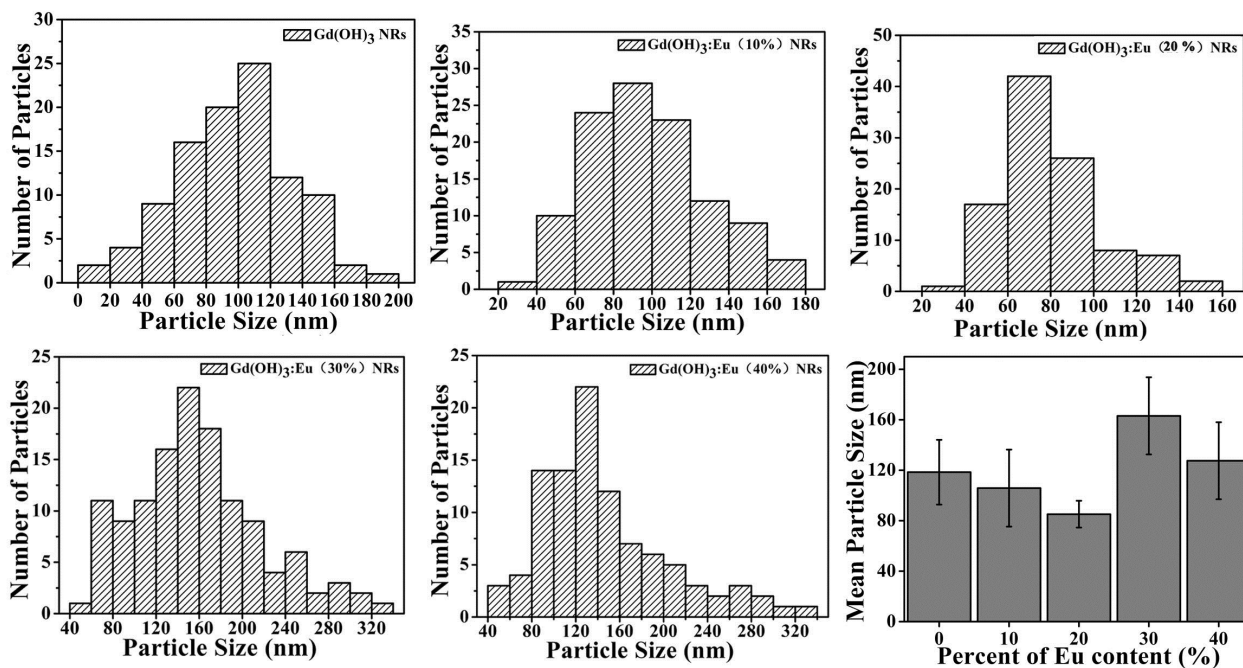 Gd(OH)3 NRs
30
25
20
15
10
5
0
Number of Particles
0 20 40 60 80 100 120 140 160 180 200
Particle Size (nm)
Gd(OH)3:Eu（10%）NRs
35
30
25
20
15
10
5
0
Number of Particles
20 40 60 80 100 120 140 160 180
Particle Size (nm)
Gd(OH)3:Eu（20 %）NRs
50
40
30
20
10
0
Number of Particles
20 40 60 80 100 120 140 160
Particle Size (nm)
Gd(OH)3:Eu（30%）NRs
25
20
15
10
5
0
Number of Particles
40 80 120 160 200 240 280 320
Particle Size (nm)
Gd(OH)3:Eu（40%）NRs
25
20
15
10
5
0
Number of Particles
40 80 120 160 200 240 280 320
Particle Size (nm)
200
160
120
80
40
0
Mean Particle Size (nm)
0 10 20 30 40
Percent of Eu content (%)